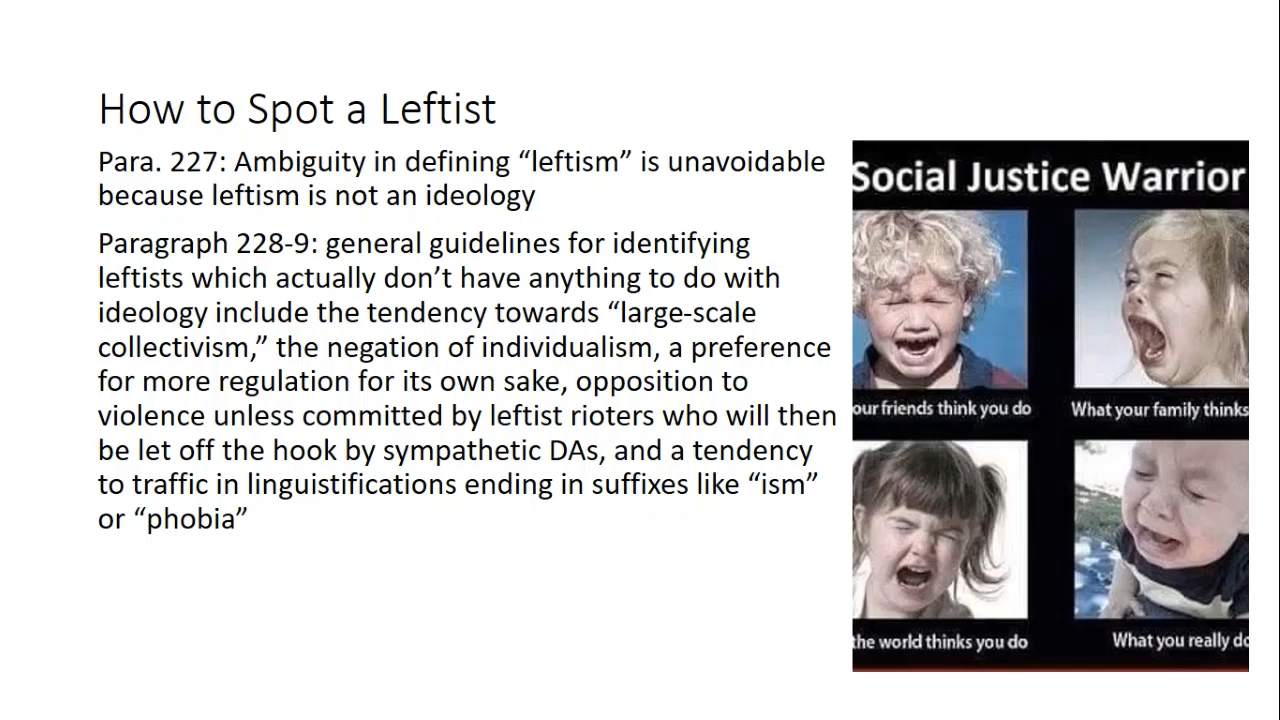 How to Spot a Leftist
Para. 227: Ambiguity in defining “leftism” is unavoidable
because leftism is not an ideology
Paragraph 228-9: general guidelines for identifying
leftists which actually don’t have anything to do with
ideology include the tendency towards “large-scale
collectivism,” the negation of individualism, a preference
for more regulation for its own sake, opposition to
violence unless committed by leftist rioters who will then
be let off the hook by sympathetic DAs, and a tendency
to traffic in linguistifications ending in suffixes like “ism”
or “phobia”
Social Justice Warrior
our friends think you do
What your family thinks
the world thinks you do
What you really do